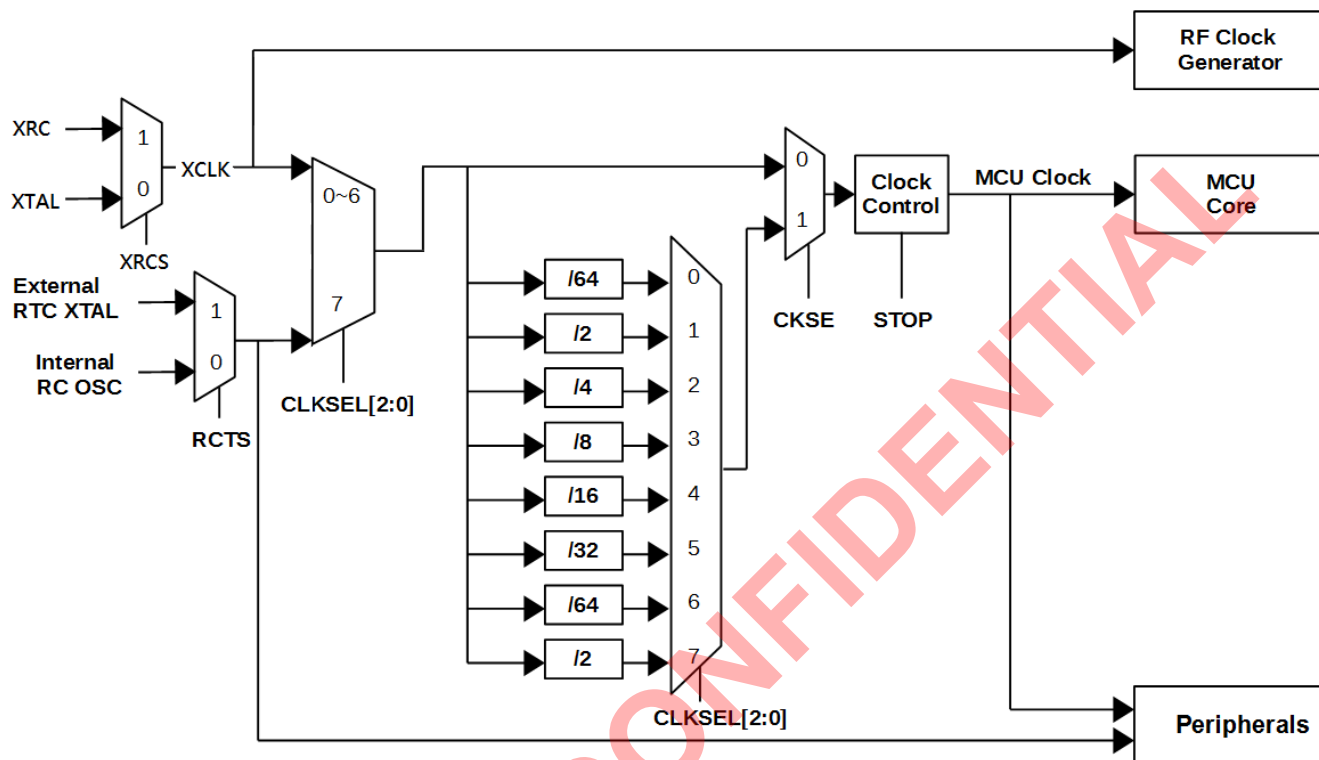 RF Clock
Generator
XRC
1
XCLK
0
XTAL
XRCS
0~6
7
CLKSEL[2:0]
External
RTC XTAL
1
Internal
RC OSC
0
RCTS
/64
/2
/4
/8
/16
/32
/64
/2
0
1
2
3
4
5
6
7
CLKSEL[2:0]
0
1
CKSE
Clock
Control
STOP
MCU Clock
MCU
Core
Peripherals
CONFIDENTIAL